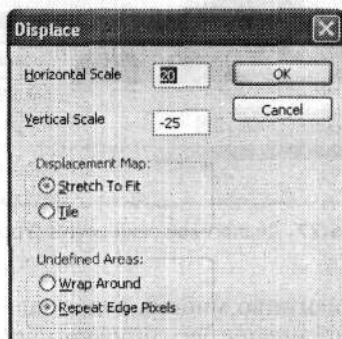 Displace
Horizontal Scale 20 OK
Vertical Scale -25 Cancel
Displacement Map:
Stretch To Fit
Tile
Undefined Areas:
Wrap Around
Repeat Edge Pixels